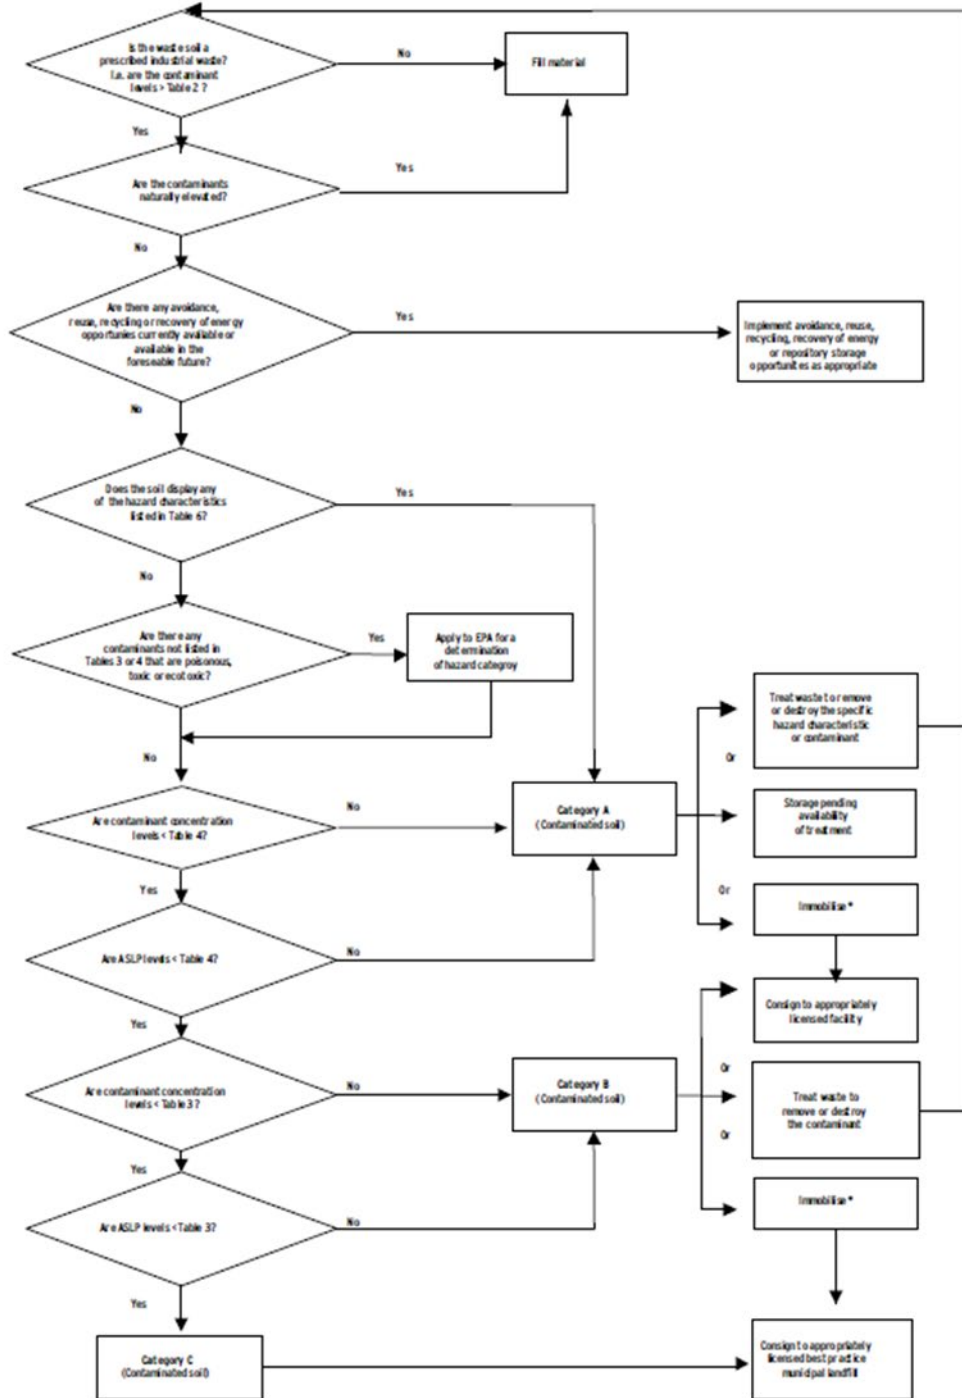 Is the waste soil a
prescribed industrial waste?
I.e. are the contaminant
levels > Table 2 ?
No
Fill material
Yes
Are the contaminants
naturally elevated?
Yes
No
Are there any avoidance,
reuse, recycling or recovery of energy
opportunies currently available or
available in the
foreseable future?
Yes
Implement avoidance, reuse,
recycling, recovery of energy
or repository storage
opportunites as appropriate
No
Does the soil display any
of the hazard characteristics
listed in Table 6?
Yes
No
Are there any
contaminants not listed in
Tables 3 or 4 that are poisonous,
toxic or ecotoxic?
Yes
Apply to EPA for a
determination
of hazard categroy
No
Treat waste to remove
or destroy the specific
hazard characteristic
or contaminant
Or
Are contaminant concentration
levels < Table 4?
No
Category A
(Contaminated soil)
Storage pending
availability
of treatment
Yes
Or
Immobilise *
Are ASLP levels < Table 4?
No
Consign to appropriately
licensed facility
Yes
Are contaminant concentration
levels < Table 3 ?
No
Category B
(Contaminated soil)
Or
Treat waste to
remove or destroy
the contaminant
Or
Yes
Immobilise *
Are ASLP levels < Table 3?
No
Yes
Category C
(Contaminated soil)
Consign to appropriately
licensed best practice
municipal landfill